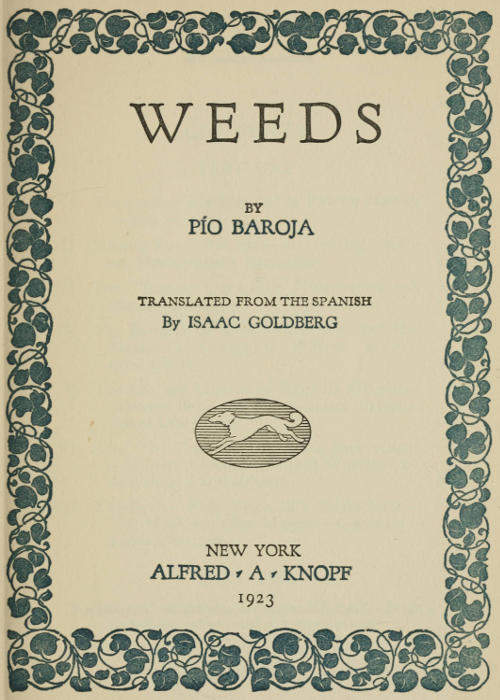 WEEDS
BY
PÍO BAROJA
TRANSLATED FROM THE SPANISH
By ISAAC GOLDBERG
NEW YORK
ALFRED · A · KNOPF
1923